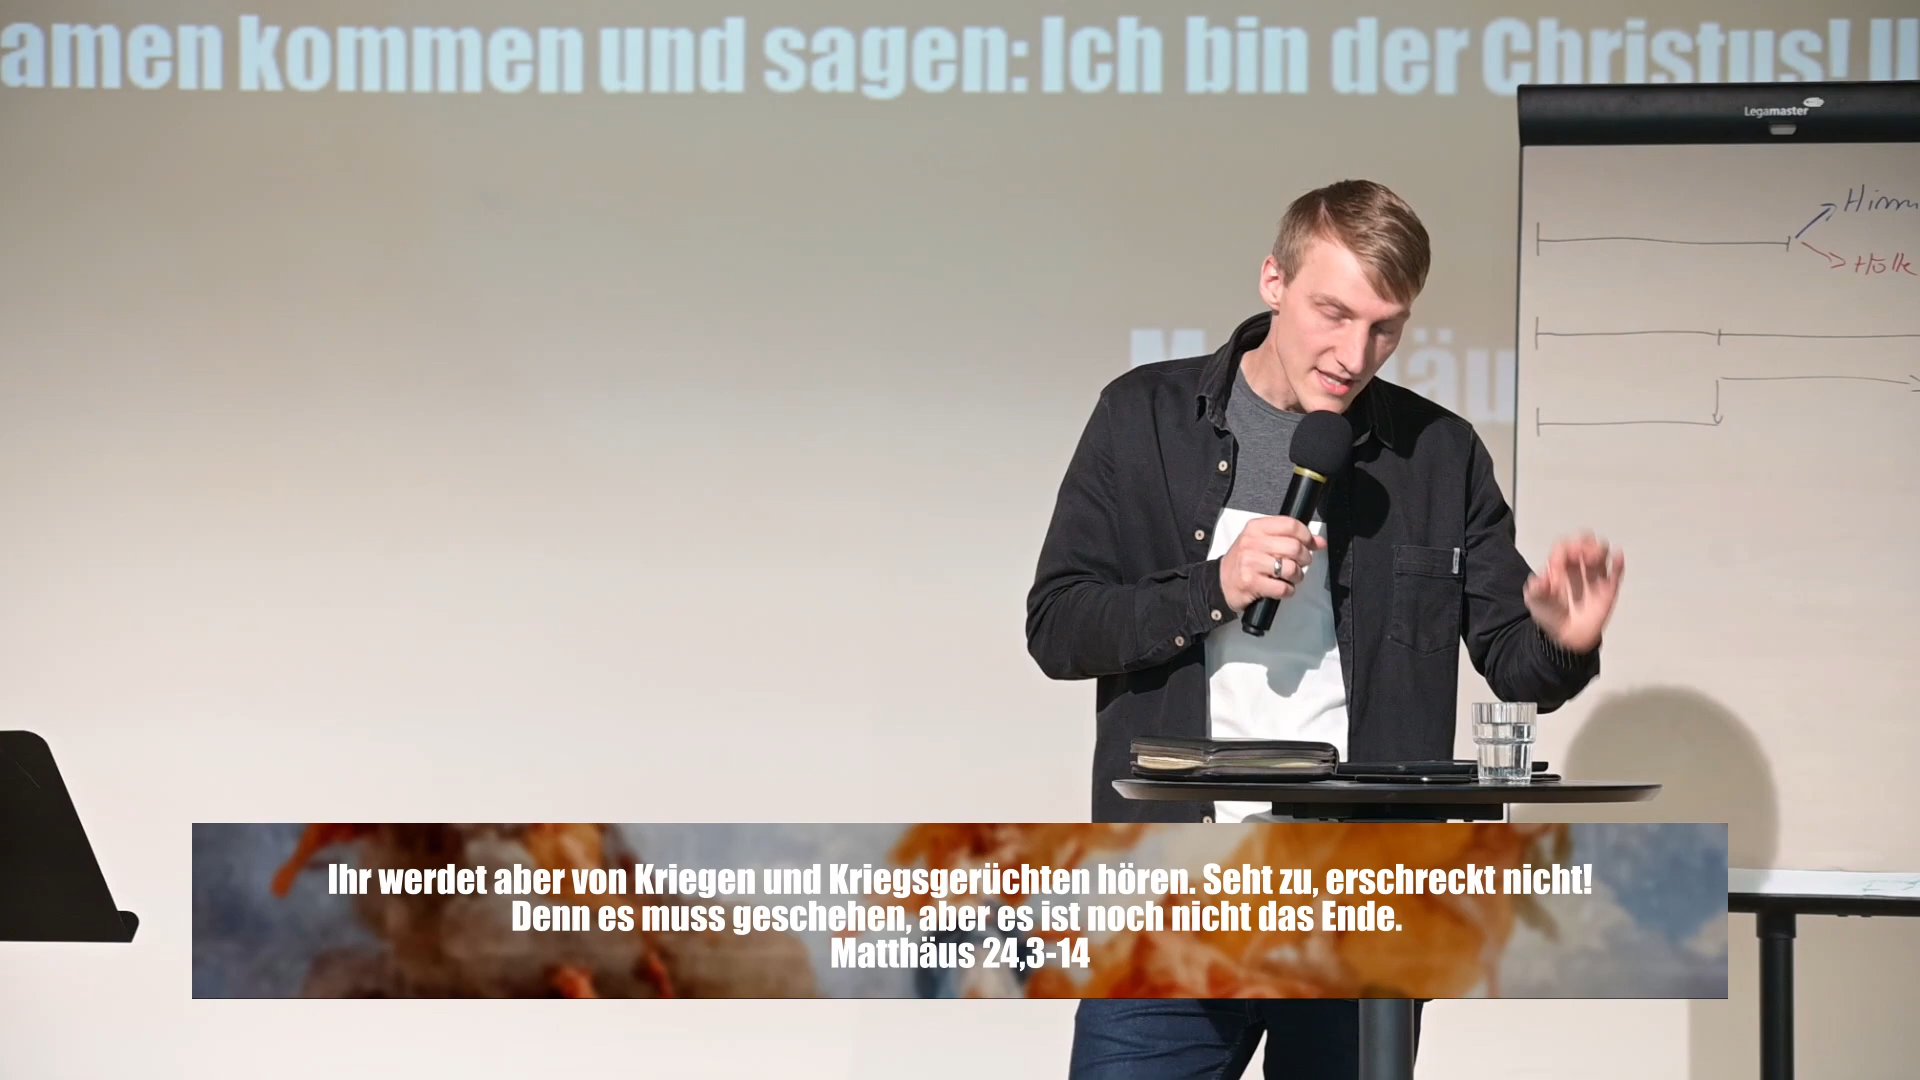 amen kommen und sagen: Ich bin der Christus!
Legamaster
Hölle
Ihr werdet aber von Kriegen und Kriegsgerüchten hören. Seht zu, erschreckt nicht!
Denn es muss geschehen, aber es ist noch nicht das Ende.
Matthäus 24,3-14